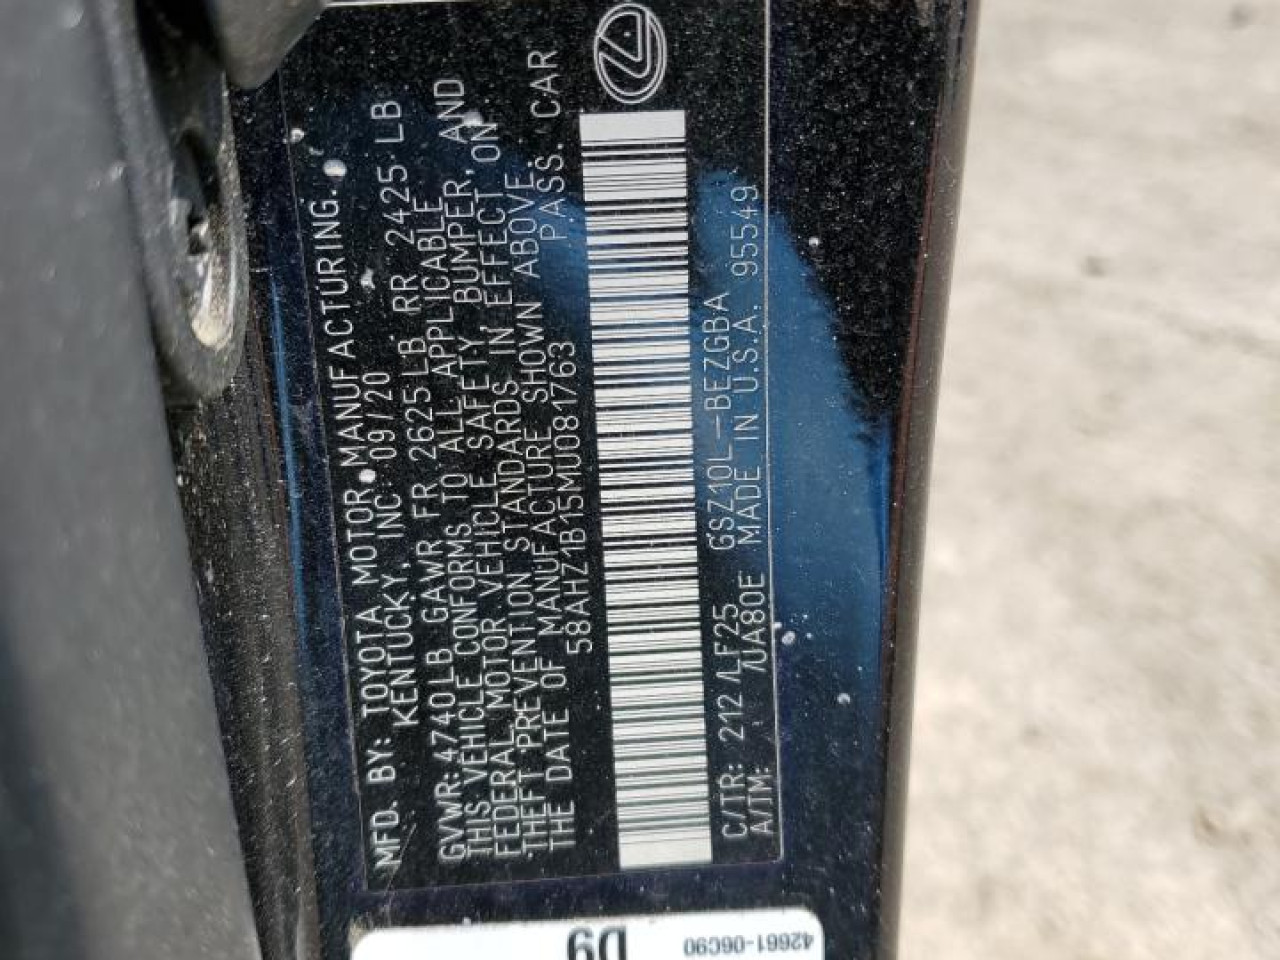 MFD. BY: TOYOTA MOTOR MANUFACTURING.
KENTUCKY, INC 09/20
GVWR: 4740LB GAWR FR 2625LB RR 2425 LB
THIS VEHICLE CONFORMS TO ALL APPLICABLE
FEDERAL MOTOR VEHICLE SAFETY BUMPER, AND
THEFT PREVENTION STANDARDS IN EFFECT ON
THE DATE OF MANUFACTURE SHOWN ABOVE.
58AHZ1B15MU081763 PASS. CAR
C/TR: 212 /LF25 GSZ10L-BEZGBA
A/TM: /UA80E MADE IN U.S.A. 95549
D9
42661-06C90